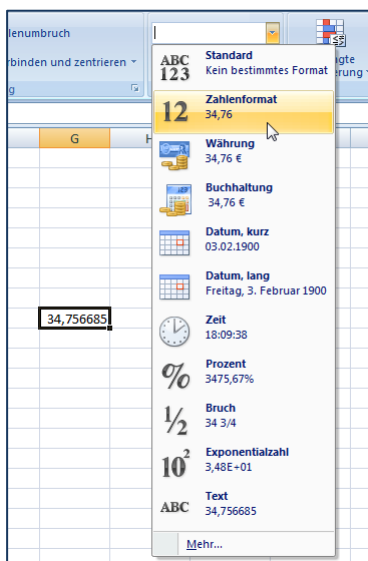 lenumbruch
rbinden und zentrieren
g
gte
erung
G
H
34,756685
ABC
123
Standard
Kein bestimmtes Format
12
Zahlenformat
34,76
Währung
34,76 €
Buchhaltung
34,76 €
Datum, kurz
03.02.1900
Datum, lang
Freitag, 3. Februar 1900
Zeit
18:09:38
%
Prozent
3475,67%
1/2
Bruch
34 3/4
10²
Exponentialzahl
3,48E+01
ABC
Text
34,756685
Mehr...